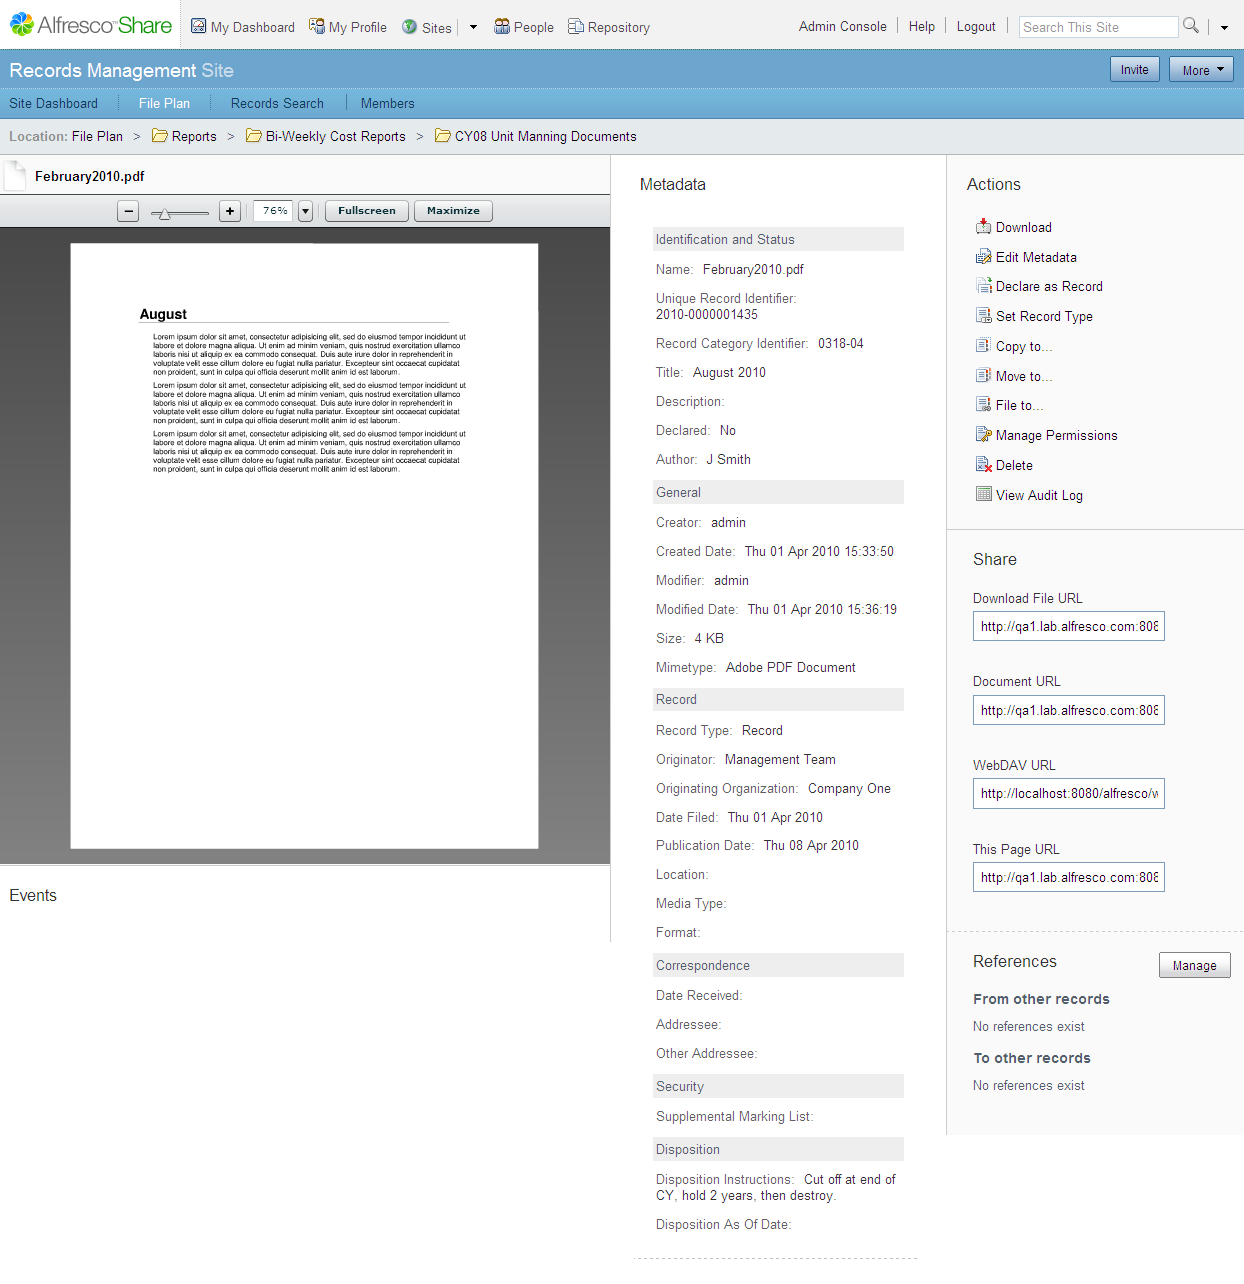 Alfresco™Share
My Dashboard
My Profile
Sites
People
Repository
Admin Console
Help
Logout
Search This Site
Records Management Site
Invite
More
Site Dashboard
File Plan
Records Search
Members
Location: File Plan > Reports > Bi-Weekly Cost Reports > CY08 Unit Manning Documents
February2010.pdf
76%
Fullscreen
Maximize
August
Lorem ipsum dolor sit amet, consectetur adipisicing elit, sed do eiusmod tempor incididunt ut
labore et dolore magna aliqua. Ut enim ad minim veniam, quis nostrud exercitation ullamco
laboris nisi ut aliquip ex ea commodo consequat. Duis aute irure dolor in reprehenderit in
voluptate velit esse cillum dolore eu fugiat nulla pariatur. Excepteur sint occaecat cupidatat
non proident, sunt in culpa qui officia deserunt mollit anim id est laborum.
Lorem ipsum dolor sit amet, consectetur adipisicing elit, sed do eiusmod tempor incididunt ut
labore et dolore magna aliqua. Ut enim ad minim veniam, quis nostrud exercitation ullamco
laboris nisi ut aliquip ex ea commodo consequat. Duis aute irure dolor in reprehenderit in
voluptate velit esse cillum dolore eu fugiat nulla pariatur. Excepteur sint occaecat cupidatat
non proident, sunt in culpa qui officia deserunt mollit anim id est laborum.
Lorem ipsum dolor sit amet, consectetur adipisicing elit, sed do eiusmod tempor incididunt ut
labore et dolore magna aliqua. Ut enim ad minim veniam, quis nostrud exercitation ullamco
laboris nisi ut aliquip ex ea commodo consequat. Duis aute irure dolor in reprehenderit in
voluptate velit esse cillum dolore eu fugiat nulla pariatur. Excepteur sint occaecat cupidatat
non proident, sunt in culpa qui officia deserunt mollit anim id est laborum.
Events
Metadata
Identification and Status
Name: February2010.pdf
Unique Record Identifier:
2010-0000001435
Record Category Identifier: 0318-04
Title: August 2010
Description:
Declared: No
Author: J Smith
General
Creator: admin
Created Date: Thu 01 Apr 2010 15:33:50
Modifier: admin
Modified Date: Thu 01 Apr 2010 15:36:19
Size: 4 KB
Mimetype: Adobe PDF Document
Record
Record Type: Record
Originator: Management Team
Originating Organization: Company One
Date Filed: Thu 01 Apr 2010
Publication Date: Thu 08 Apr 2010
Location:
Media Type:
Format:
Correspondence
Date Received:
Addressee:
Other Addressee:
Security
Supplemental Marking List:
Disposition
Disposition Instructions: Cut off at end of
CY, hold 2 years, then destroy.
Disposition As Of Date:
Actions
Download
Edit Metadata
Declare as Record
Set Record Type
Copy to...
Move to...
File to...
Manage Permissions
Delete
View Audit Log
Share
Download File URL
http://qa1.lab.alfresco.com:808
Document URL
http://qa1.lab.alfresco.com:808
WebDAV URL
http://localhost:8080/alfresco/w
This Page URL
http://qa1.lab.alfresco.com:808
References
Manage
From other records
No references exist
To other records
No references exist